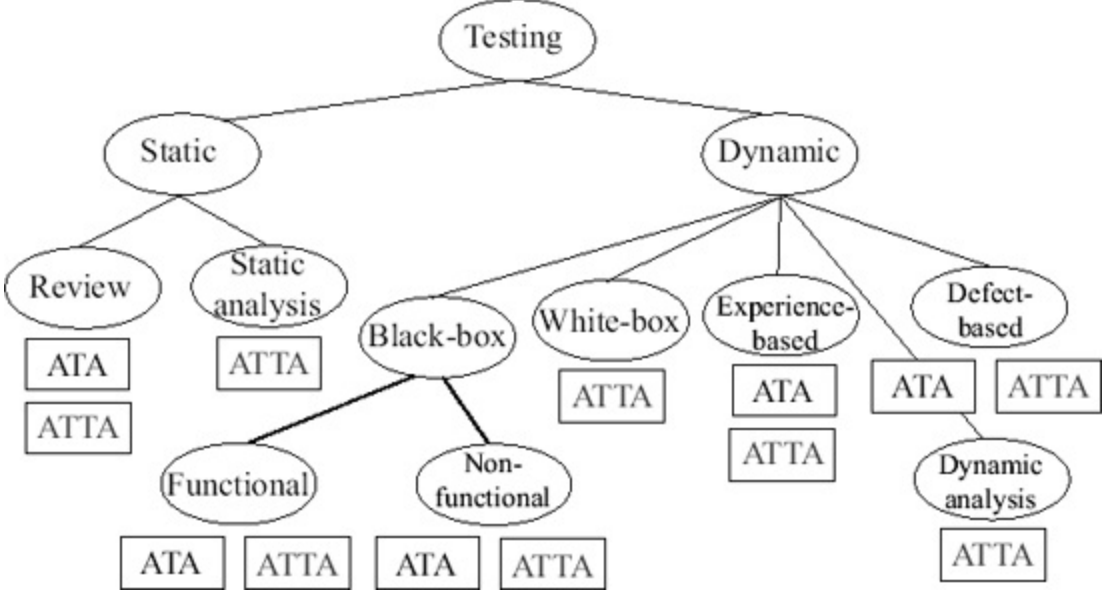 Testing
Static
Dynamic
Review
Static
analysis
Black-box
White-box
Experience-
based
Defect-
based
ATA
ATTA
ATTA
ATTA
ATA
ATTA
ATA
ATTA
Functional
Non-
functional
Dynamic
analysis
ATA
ATTA
ATA
ATTA
ATTA